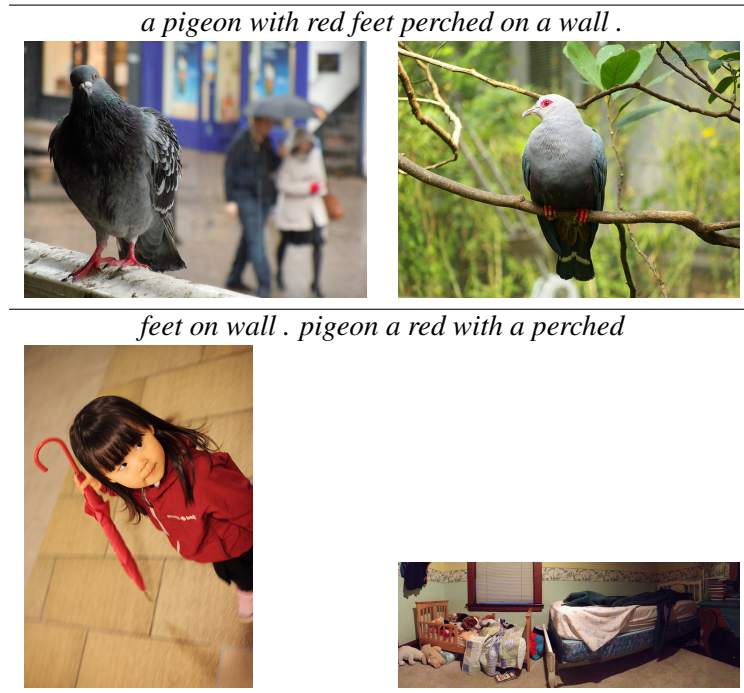 a pigeon with red feet perched on a wall .
feet on wall . pigeon a red with a perched